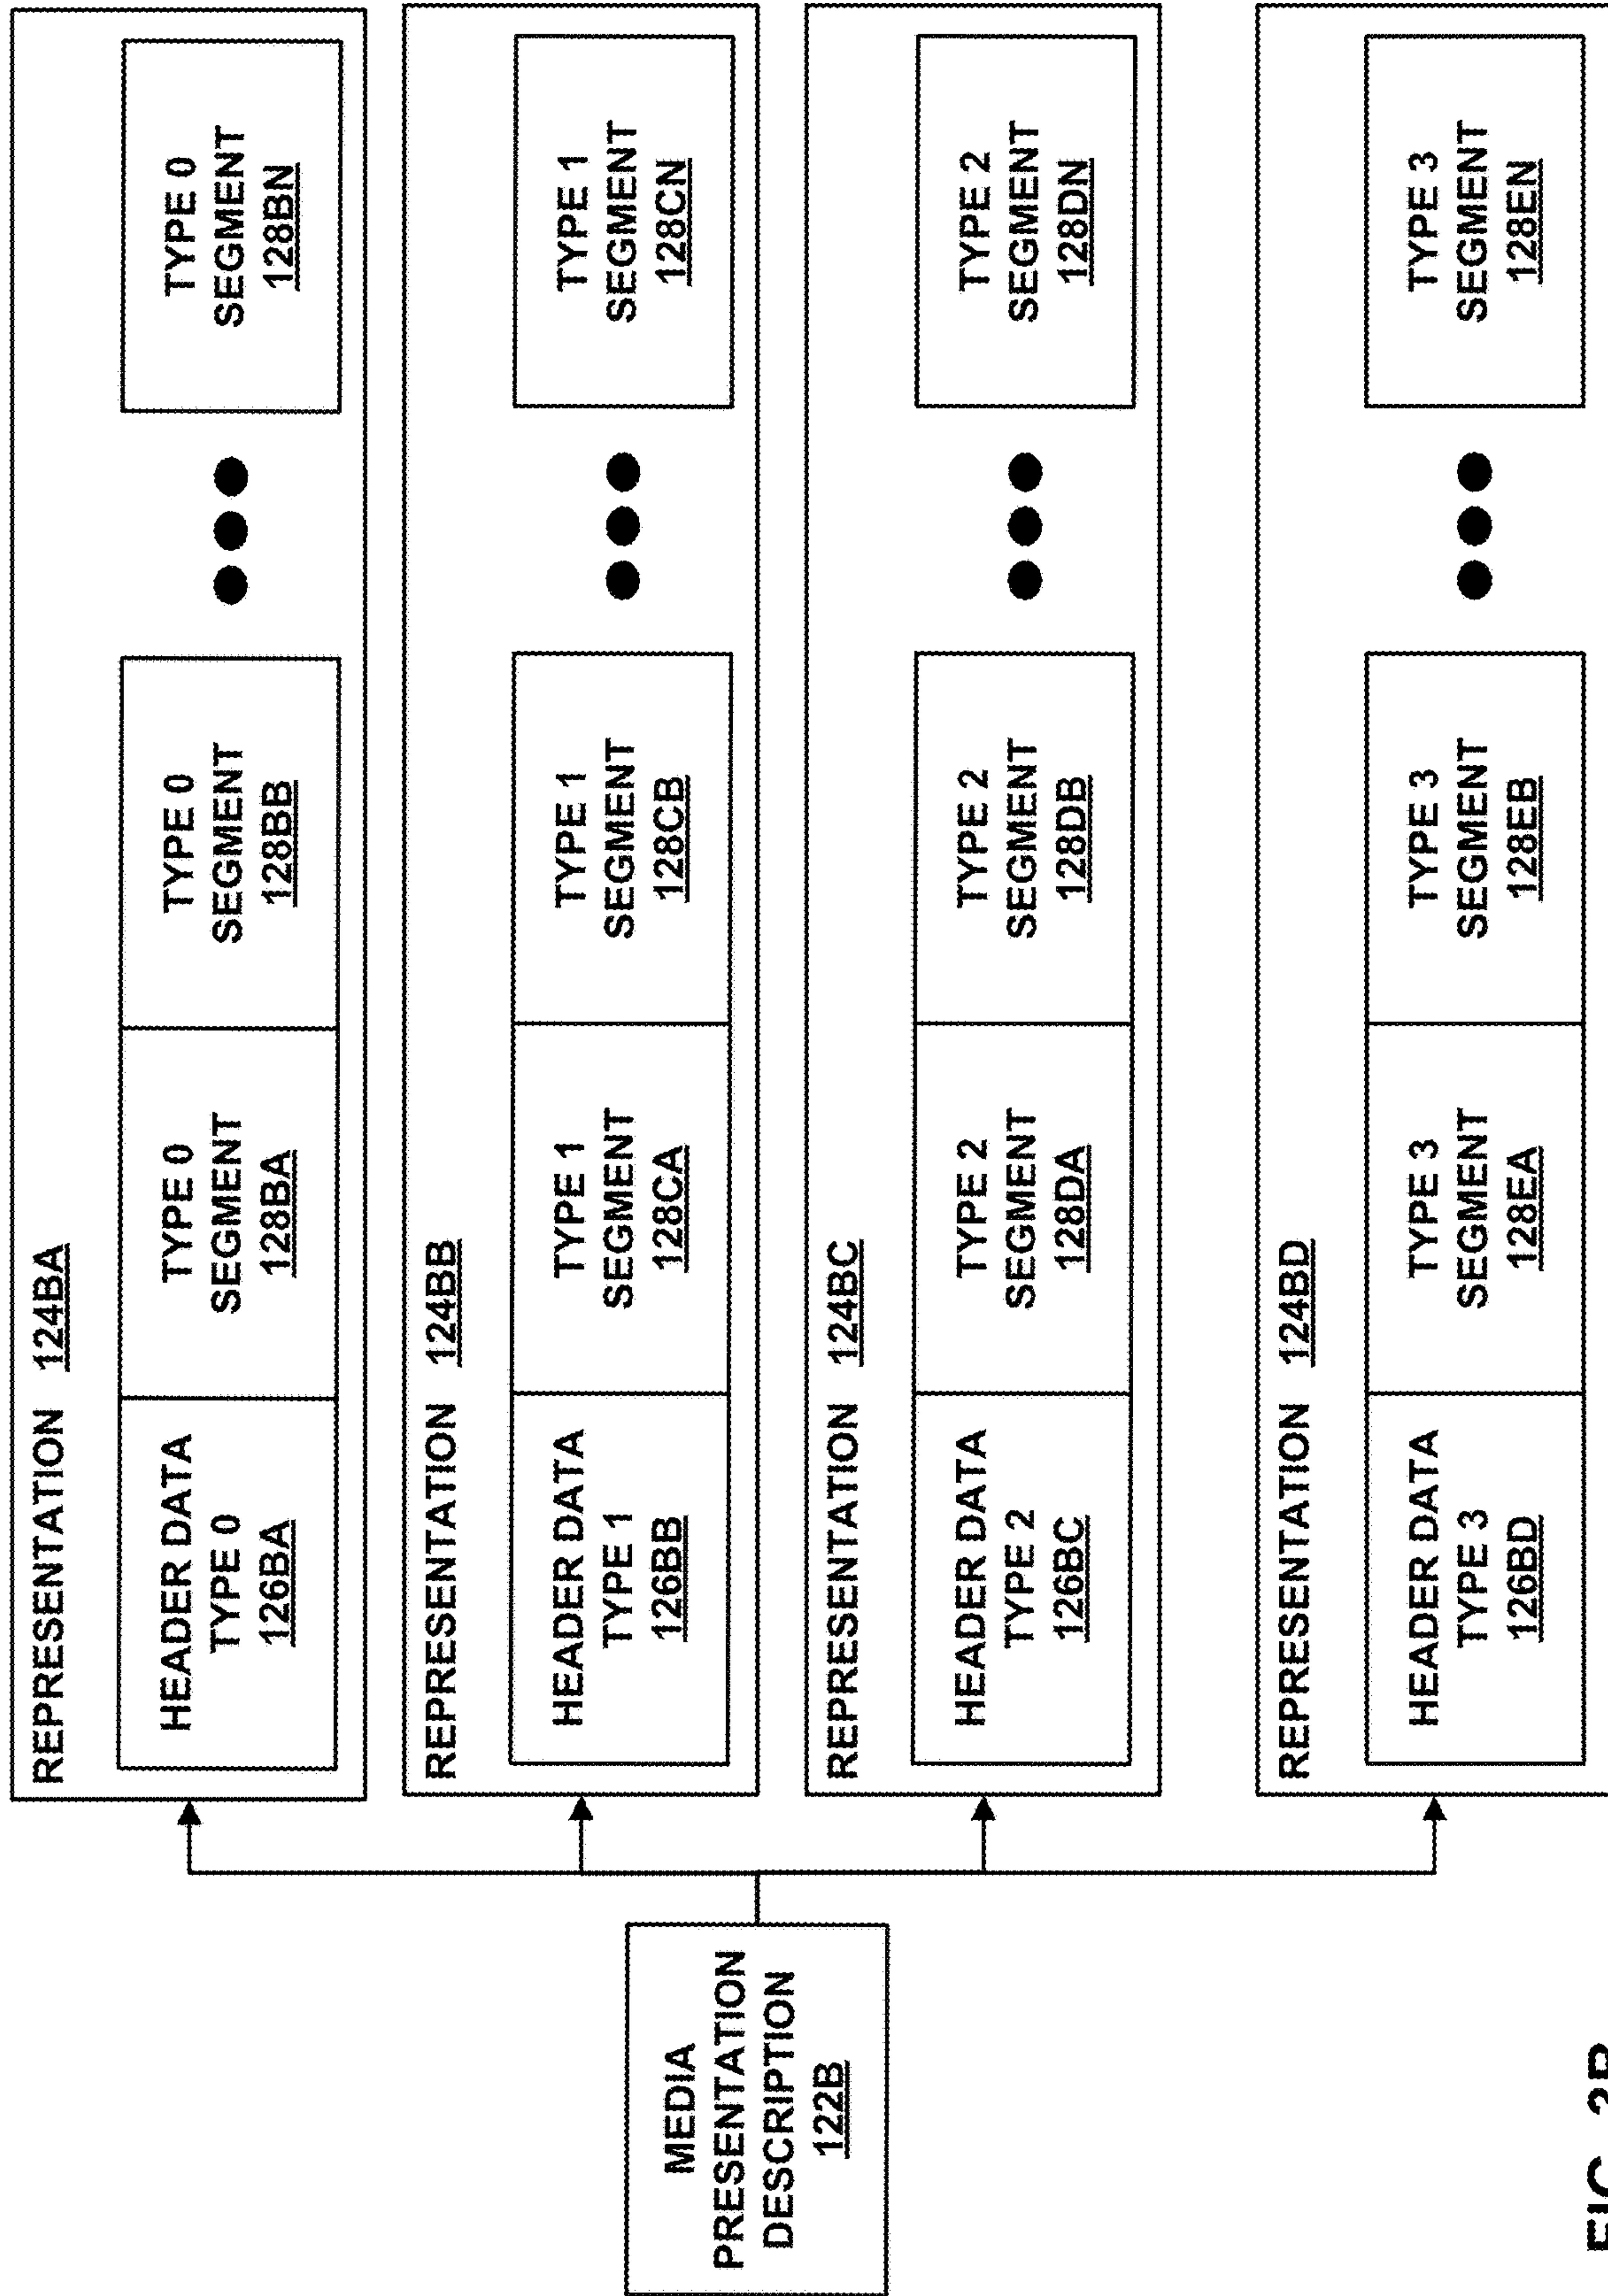 MEDIA
PRESENTATION
DESCRIPTION
122B
REPRESENTATION 124BA
HEADER DATA
TYPE 0
126BA
TYPE 0
SEGMENT
128BA
TYPE 0
SEGMENT
128BB
TYPE 0
SEGMENT
128BN
REPRESENTATION 124BB
HEADER DATA
TYPE 1
126BB
TYPE 1
SEGMENT
128CA
TYPE 1
SEGMENT
128CB
TYPE 1
SEGMENT
128CN
REPRESENTATION 124BC
HEADER DATA
TYPE 2
126BC
TYPE 2
SEGMENT
128DA
TYPE 2
SEGMENT
128DB
TYPE 2
SEGMENT
128DN
REPRESENTATION 124BD
HEADER DATA
TYPE 3
126BD
TYPE 3
SEGMENT
128EA
TYPE 3
SEGMENT
128EB
TYPE 3
SEGMENT
128EN
FIG. 3B